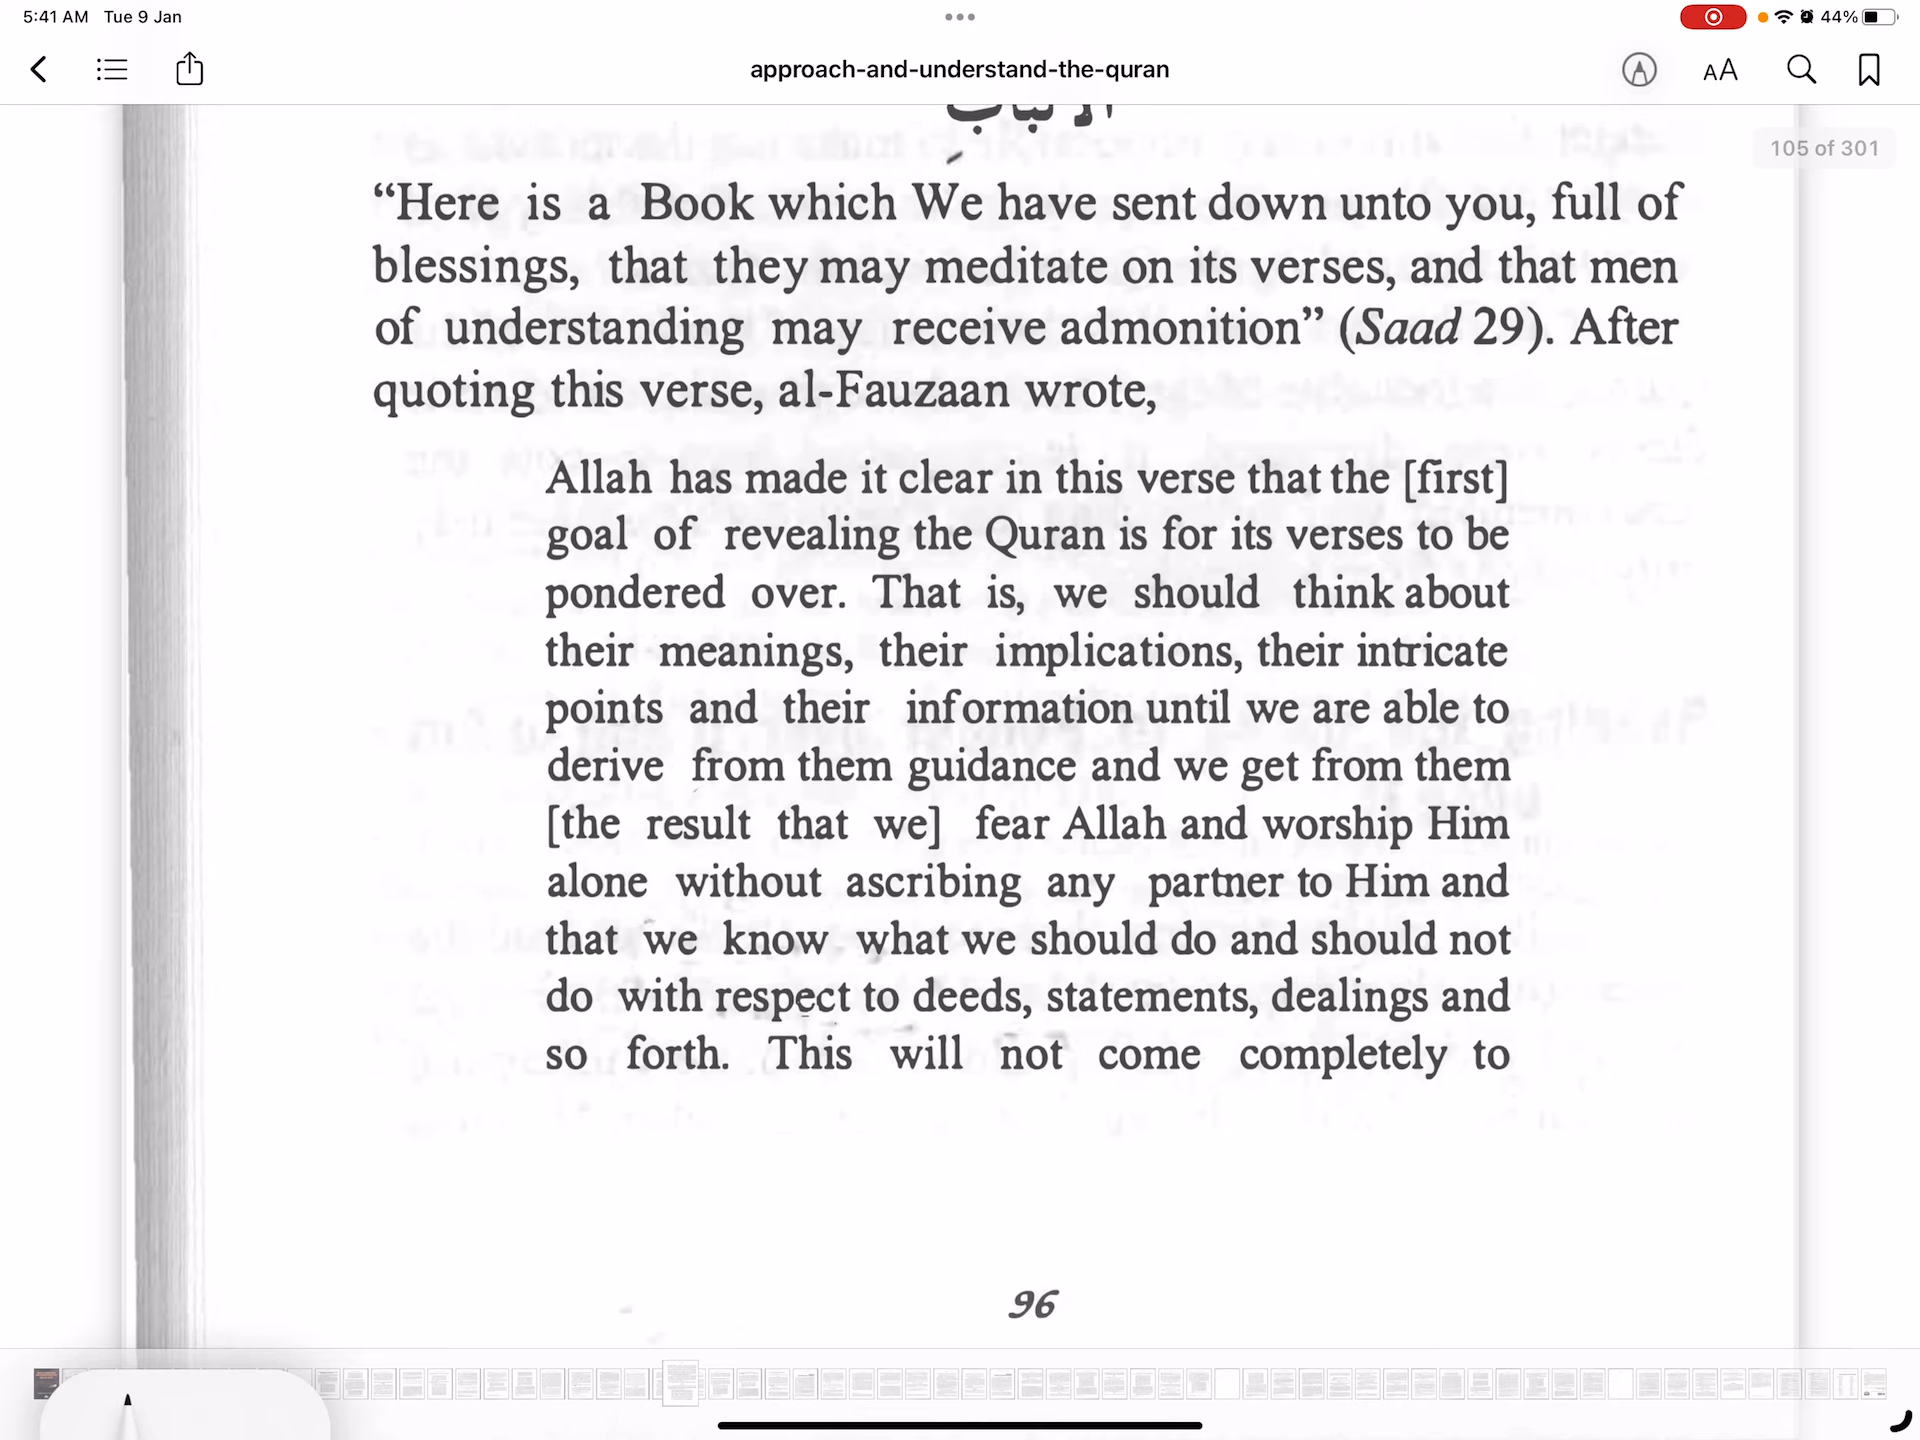 5:41 AM Tue 9 Jan
44%
approach-and-understand-the-quran
AA
105 of 301
“Here is a Book which We have sent down unto you, full of
blessings, that they may meditate on its verses, and that men
of understanding may receive admonition” (Saad 29). After
quoting this verse, al-Fauzaan wrote,
Allah has made it clear in this verse that the [first]
goal of revealing the Quran is for its verses to be
pondered over. That is, we should think about
their meanings, their implications, their intricate
points and their information until we are able to
derive from them guidance and we get from them
[the result that we] fear Allah and worship Him
alone without ascribing any partner to Him and
that we know what we should do and should not
do with respect to deeds, statements, dealings and
so forth. This will not come completely to
96